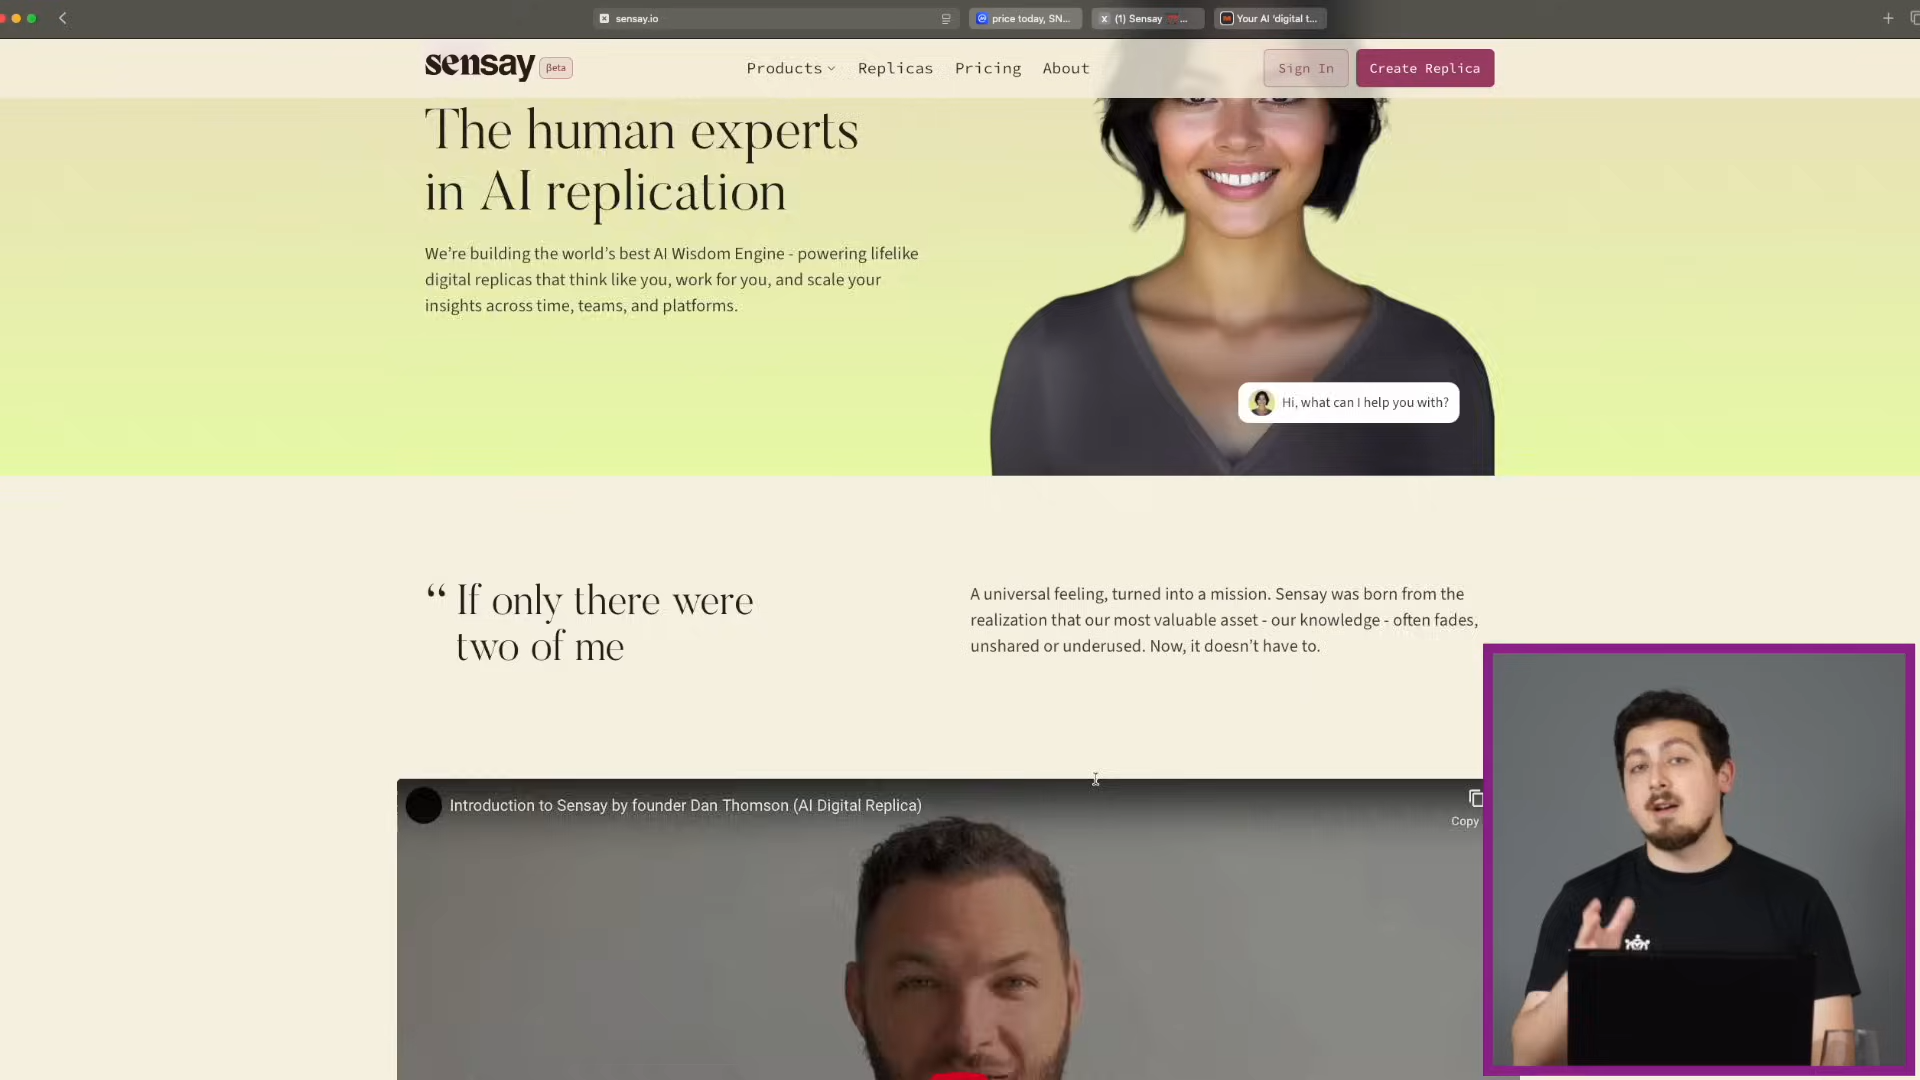 sensay.io
price today, SN...
(1) Sensay
...
Your AI 'digital t...
sensay
βeta
Products
Replicas
Pricing
About
Sign In
Create Replica
The human experts
in AI replication
We're building the world's best AI Wisdom Engine - powering lifelike
digital replicas that think like you, work for you, and scale your
insights across time, teams, and platforms.
Hi, what can I help you with?
“ If only there were
two of me
A universal feeling, turned into a mission. Sensay was born from the
realization that our most valuable asset - our knowledge - often fades,
unshared or underused. Now, it doesn't have to.
Introduction to Sensay by founder Dan Thomson (AI Digital Replica)
Copy